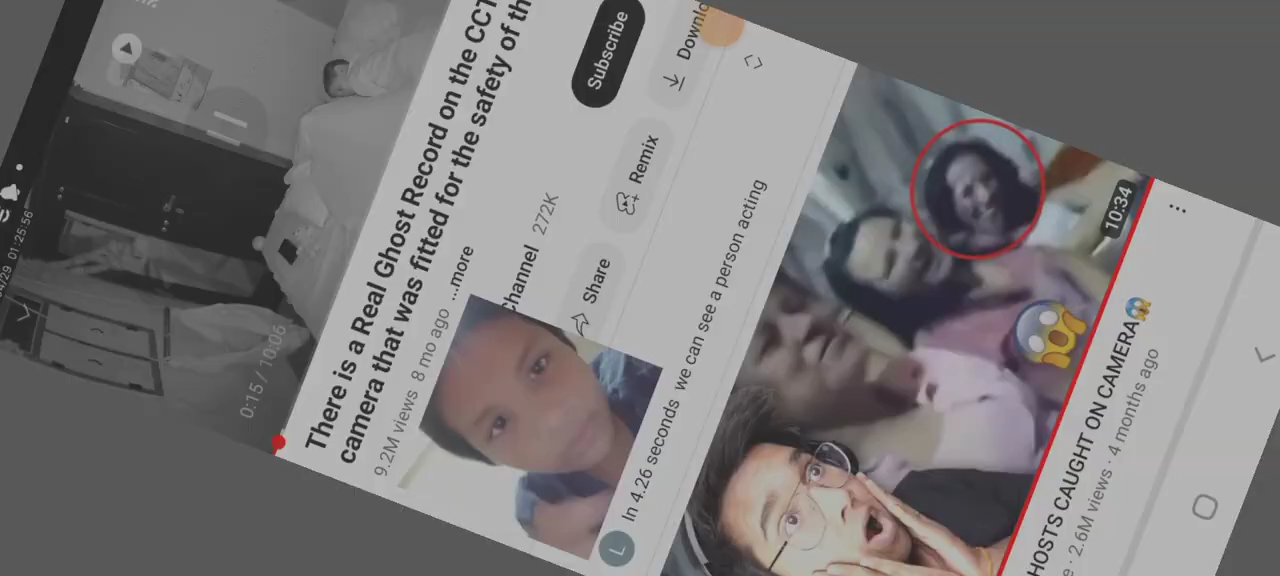 01:25:56
0:15 / 10:06
There is a Real Ghost Record on the CCT
camera that was fitted for the safety of th
9.2M views 8 mo ago ...more
hannel 272K
Subscribe
Share
Remix
Downlo
L In 4.26 seconds we can see a person acting
10:34
HOSTS CAUGHT ON CAMERA😱
e · 2.6M views · 4 months ago